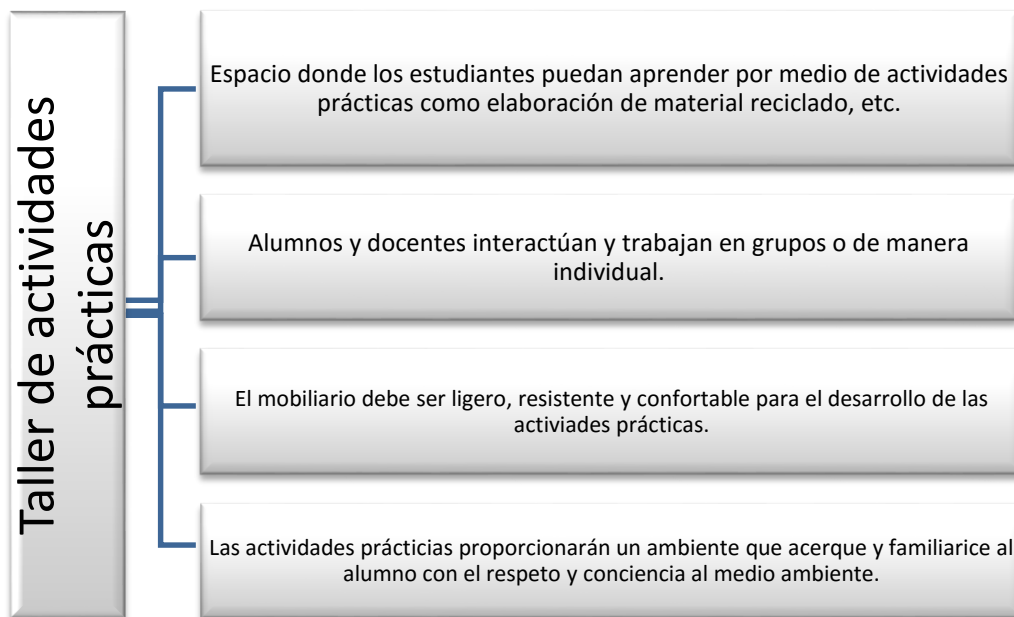 Taller de actividades
prácticas
Espacio donde los estudiantes puedan aprender por medio de actividades
prácticas como elaboración de material reciclado, etc.
Alumnos y docentes interactúan y trabajan en grupos o de manera
individual.
El mobiliario debe ser ligero, resistente y confortable para el desarrollo de las
activiades prácticas.
Las actividades prácticias proporcionarán un ambiente que acerque y familiarice al
alumno con el respeto y conciencia al medio ambiente.